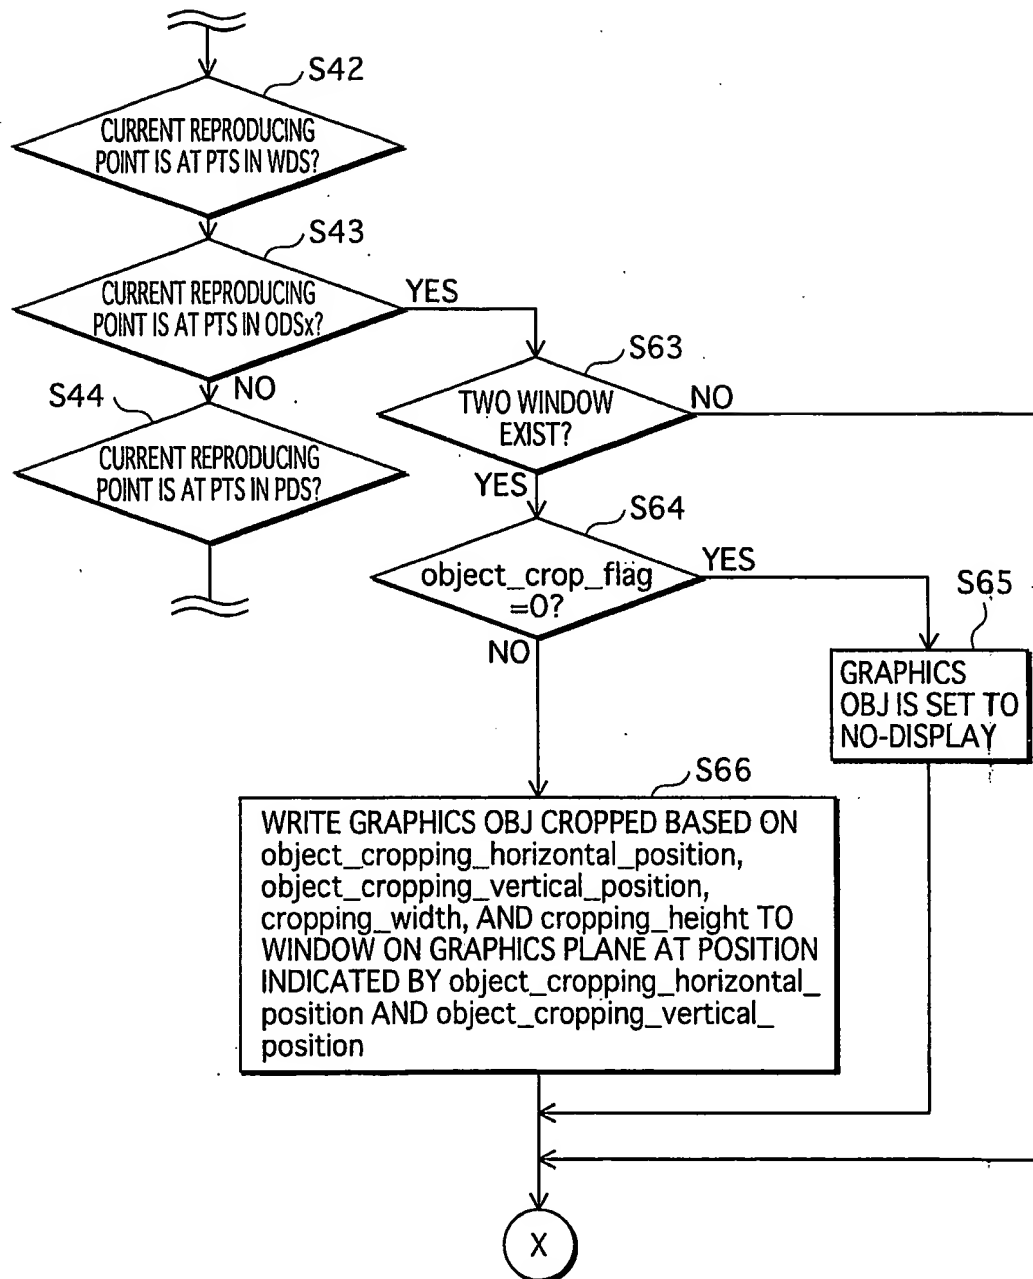 S42
CURRENT REPRODUCING
POINT IS AT PTS IN WDS?
S43
CURRENT REPRODUCING
POINT IS AT PTS IN ODSx?
YES
NO
S44
CURRENT REPRODUCING
POINT IS AT PTS IN PDS?
S63
TWO WINDOW
EXIST?
NO
YES
S64
object_crop_flag
=0?
YES
NO
S65
GRAPHICS
OBJ IS SET TO
NO-DISPLAY
S66
WRITE GRAPHICS OBJ CROPPED BASED ON
object_cropping_horizontal_position,
object_cropping_vertical_position,
cropping_width, AND cropping_height TO
WINDOW ON GRAPHICS PLANE AT POSITION
INDICATED BY object_cropping_horizontal_
position AND object_cropping_vertical_
position
X